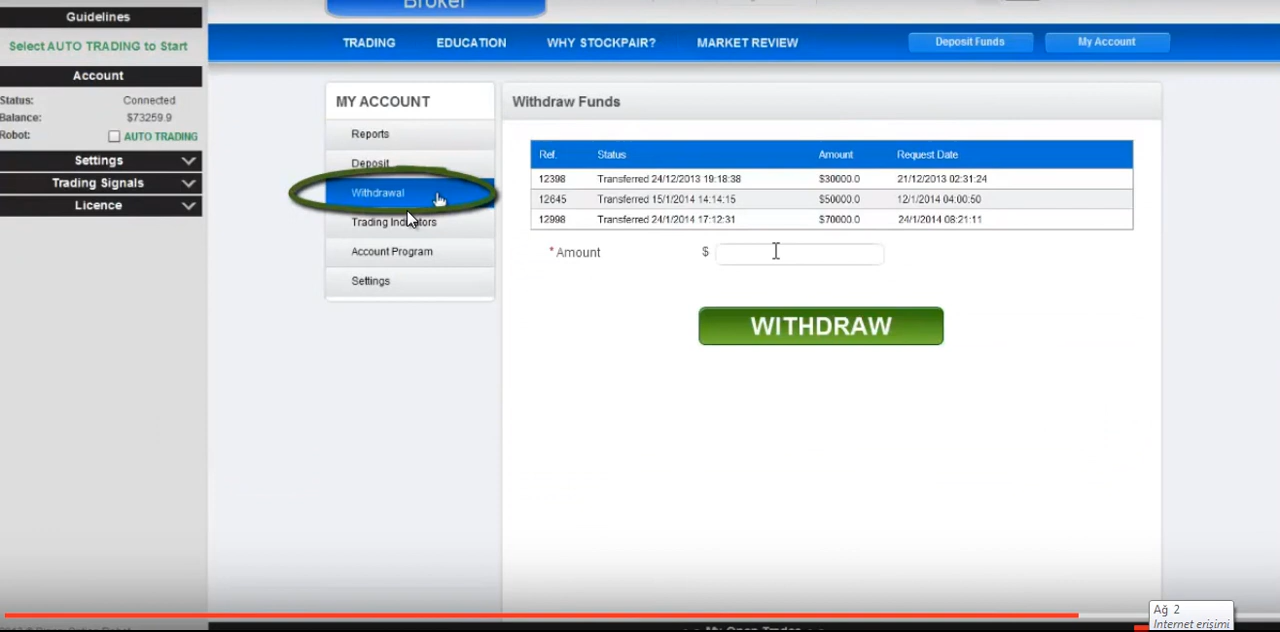 Guidelines
Select AUTO TRADING to Start
Account
Status: Connected
Balance: $73259.9
Robot: AUTO TRADING
Settings
Trading Signals
Licence
Broker
TRADING EDUCATION WHY STOCKPAIR? MARKET REVIEW Deposit Funds My Account
MY ACCOUNT
Reports
Deposit
Withdrawal
Trading Indicators
Account Program
Settings
Withdraw Funds
Ref. Status Amount Request Date
12398 Transferred 24/12/2013 19:18:38 $30000.0 21/12/2013 02:31:24
12645 Transferred 15/1/2014 14:14:15 $50000.0 12/1/2014 04:00:50
12998 Transferred 24/1/2014 17:12:31 $70000.0 24/1/2014 08:21:11
* Amount $
WITHDRAW
My Open Trades
Ağ 2
Internet erişimi